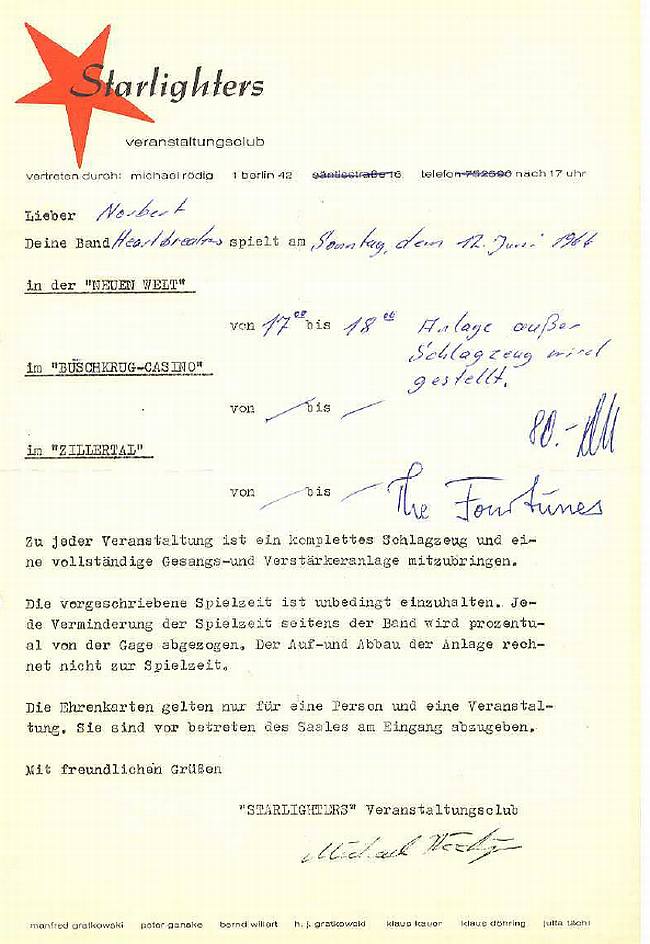 Starlighters
veranstaltungsclub
vertreten durch: michael rödig 1 berlin 42 säntisstraße 16 telefon 752690 nach 17 uhr
Lieber Norbert
Deine Band Heartbreakers spielt am Sonntag, dem 12. Juni 1966
in der "NEUEN WELT"
von 17⁰⁰ bis 18⁰⁰ Anlage außer
Schlagzeug wird
gestellt.
im "BÜSCHKRUG-CASINO"
von — bis —
80.- DM
im "ZILLERTAL"
von — bis — The Fourtunes
Zu jeder Veranstaltung ist ein komplettes Schlagzeug und ei-
ne vollständige Gesangs-und Verstärkeranlage mitzubringen.
Die vorgeschriebene Spielzeit ist unbedingt einzuhalten. Je-
de Verminderung der Spielzeit seitens der Band wird prozentu-
al von der Gage abgezogen. Der Auf-und Abbau der Anlage rech-
net nicht zur Spielzeit.
Die Ehrenkarten gelten nur für eine Person und eine Veranstal-
tung. Sie sind vor betreten des Saales am Eingang abzugeben.
Mit freundlichen Grüßen
"STARLIGHTERS" Veranstaltungsclub
Michael
manfred gratkowski peter ganske bernd willert h. j. gratkowski klaus kauer klaus döhring jutta